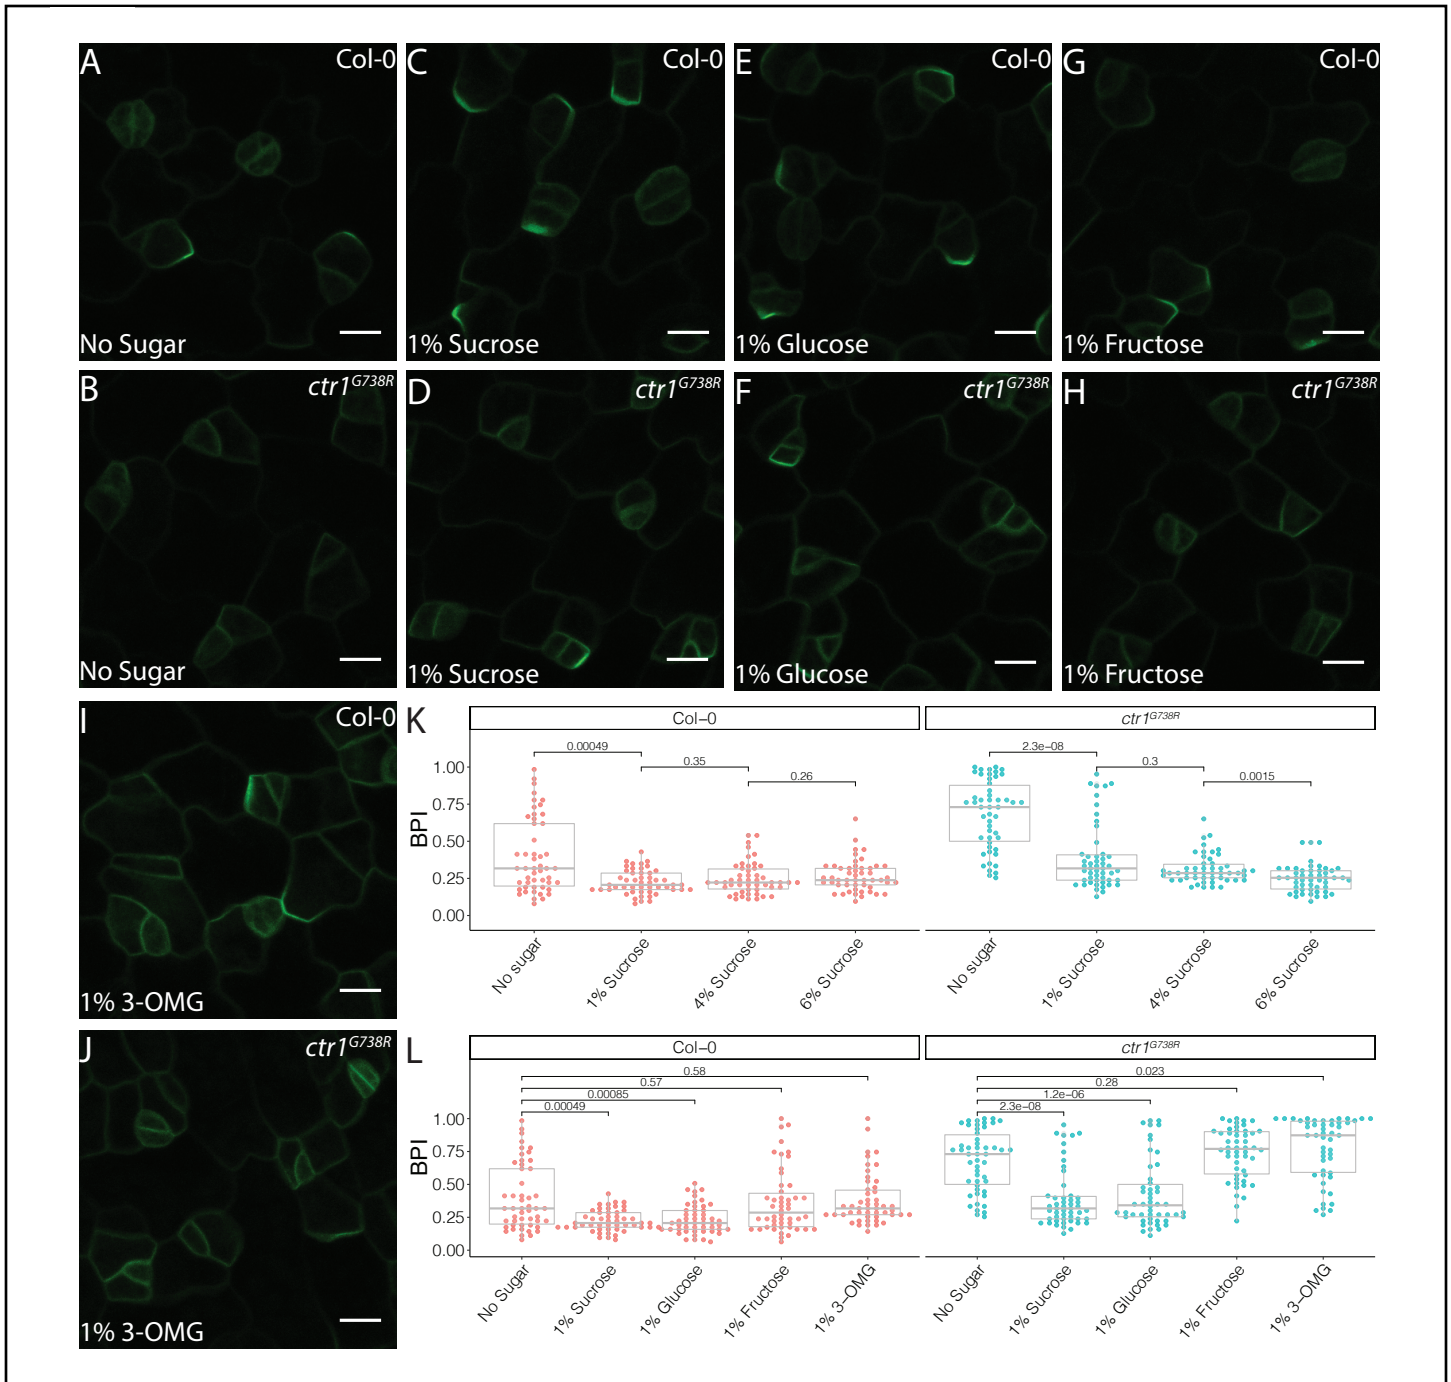 A Col-0
No Sugar
C Col-0
1% Sucrose
E Col-0
1% Glucose
G Col-0
1% Fructose
B ctr1G738R
No Sugar
D ctr1G738R
1% Sucrose
F ctr1G738R
1% Glucose
H ctr1G738R
1% Fructose
I Col-0
1% 3-OMG
J ctr1G738R
1% 3-OMG
K
Col-0
ctr1G738R
0.00049
0.35
0.26
2.3e-08
0.3
0.0015
BPI
1.00
0.75
0.50
0.25
0.00
No sugar
1% Sucrose
4% Sucrose
6% Sucrose
No sugar
1% Sucrose
4% Sucrose
6% Sucrose
L
Col-0
ctr1G738R
0.58
0.57
0.00085
0.00049
0.023
0.28
1.2e-06
2.3e-08
BPI
1.00
0.75
0.50
0.25
0.00
No Sugar
1% Sucrose
1% Glucose
1% Fructose
1% 3-OMG
No Sugar
1% Sucrose
1% Glucose
1% Fructose
1% 3-OMG